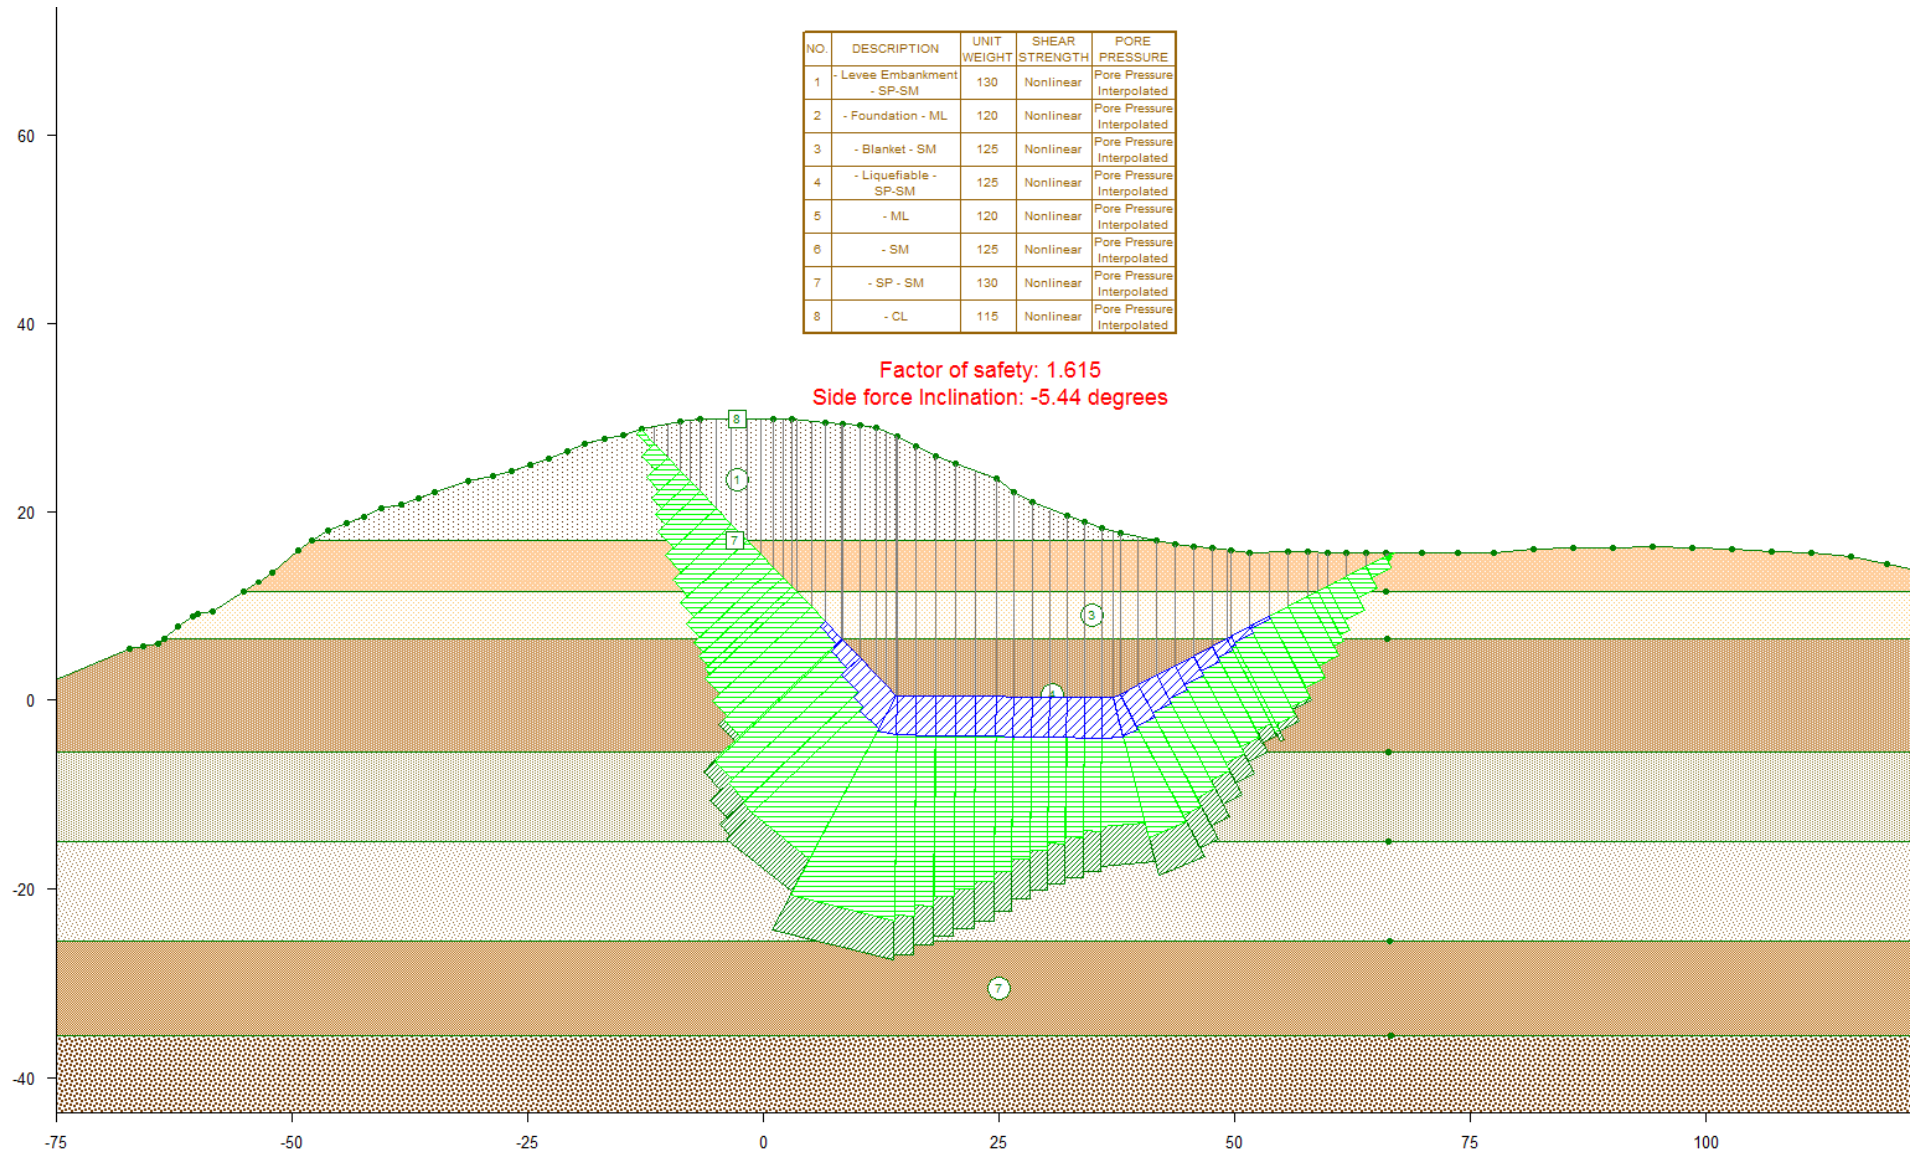 NO. DESCRIPTION UNIT WEIGHT SHEAR STRENGTH PORE PRESSURE
1 - Levee Embankment - SP-SM 130 Nonlinear Pore Pressure Interpolated
2 - Foundation - ML 120 Nonlinear Pore Pressure Interpolated
3 - Blanket - SM 125 Nonlinear Pore Pressure Interpolated
4 - Liquefiable - SP-SM 125 Nonlinear Pore Pressure Interpolated
5 - ML 120 Nonlinear Pore Pressure Interpolated
6 - SM 125 Nonlinear Pore Pressure Interpolated
7 - SP - SM 130 Nonlinear Pore Pressure Interpolated
8 - CL 115 Nonlinear Pore Pressure Interpolated
Factor of safety: 1.615
Side force Inclination: -5.44 degrees
60
40
20
0
-20
-40
8
1
7
3
4
7
-75 -50 -25 0 25 50 75 100